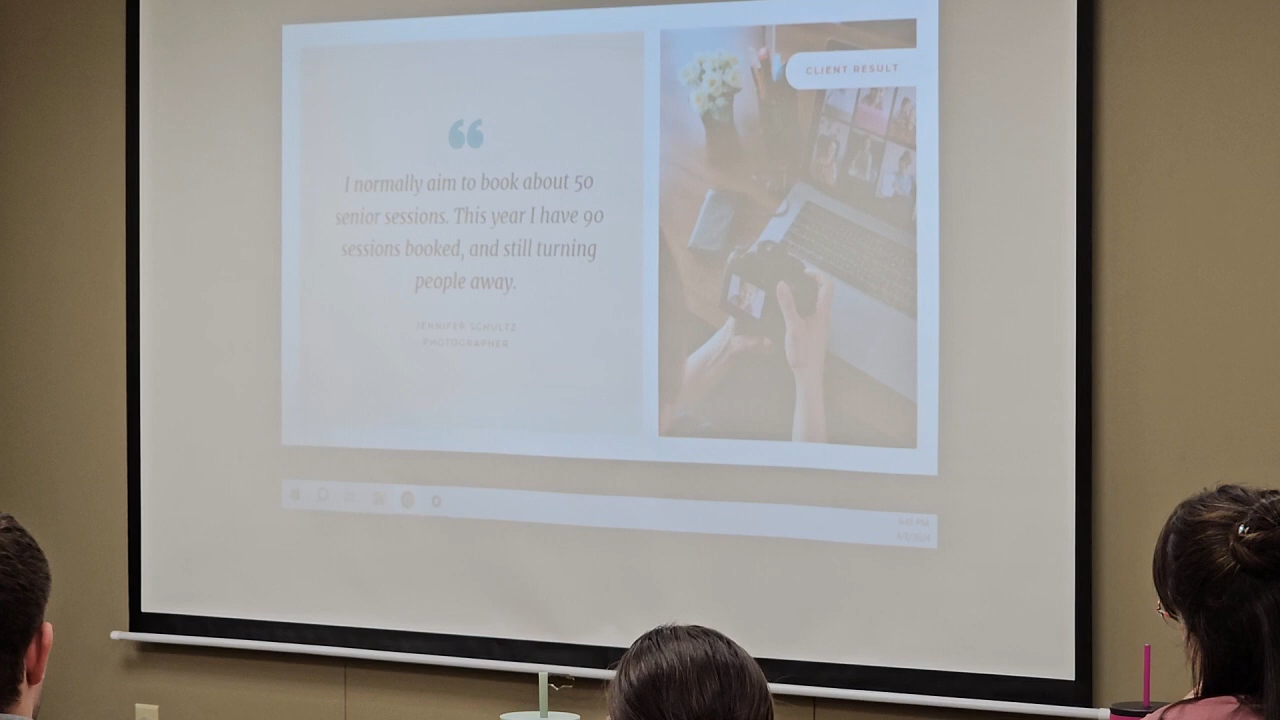 “
I normally aim to book about 50
senior sessions. This year I have 90
sessions booked, and still turning
people away.
JENNIFER SCHULTZ
PHOTOGRAPHER
CLIENT RESULT